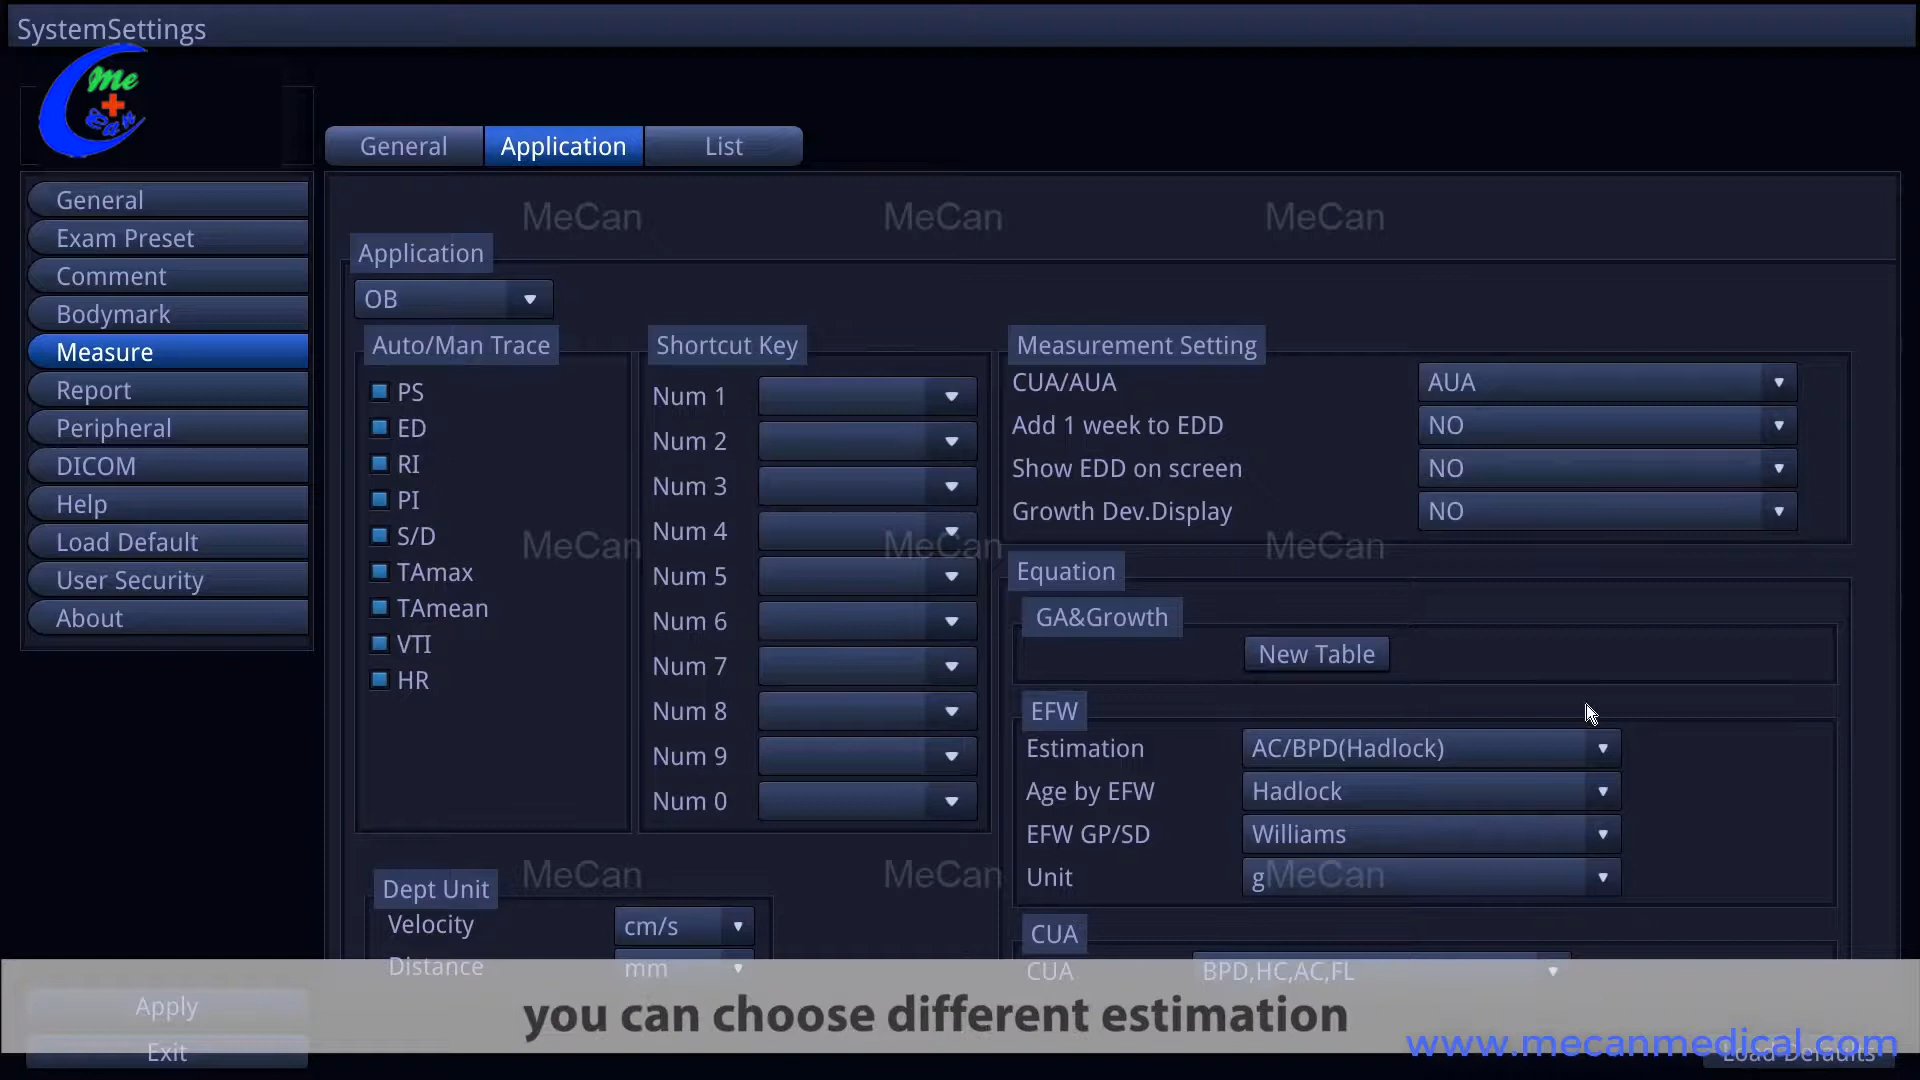 SystemSettings
Me
Can
General Application List
General
Exam Preset
Comment
Bodymark
Measure
Report
Peripheral
DICOM
Help
Load Default
User Security
About
MeCan MeCan MeCan
Application
OB
Auto/Man Trace
PS
ED
RI
PI
S/D
TAmax
TAmean
VTI
HR
Shortcut Key
Num 1
Num 2
Num 3
Num 4
Num 5
Num 6
Num 7
Num 8
Num 9
Num 0
Measurement Setting
CUA/AUA AUA
Add 1 week to EDD NO
Show EDD on screen NO
Growth Dev.Display NO
MeCan MeCan MeCan
Equation
GA&Growth
New Table
EFW
Estimation AC/BPD(Hadlock)
Age by EFW Hadlock
EFW GP/SD Williams
Unit g
MeCan MeCan MeCan
Dept Unit
Velocity cm/s
Distance mm
CUA
CUA BPD,HC,AC,FL
Apply
Exit
you can choose different estimation
www.mecanmedical.com
Load Defaults